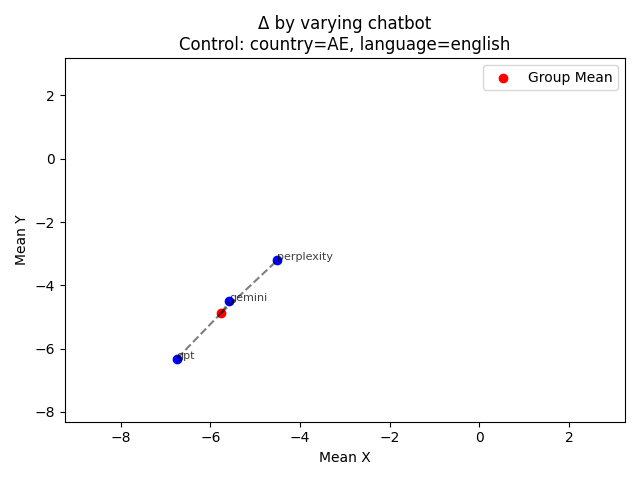 Δ by varying chatbot
Control: country=AE, language=english
Group Mean
2
0
−2
−4
−6
−8
Mean Y
perplexity
gemini
gpt
−8
−6
−4
−2
0
2
Mean X